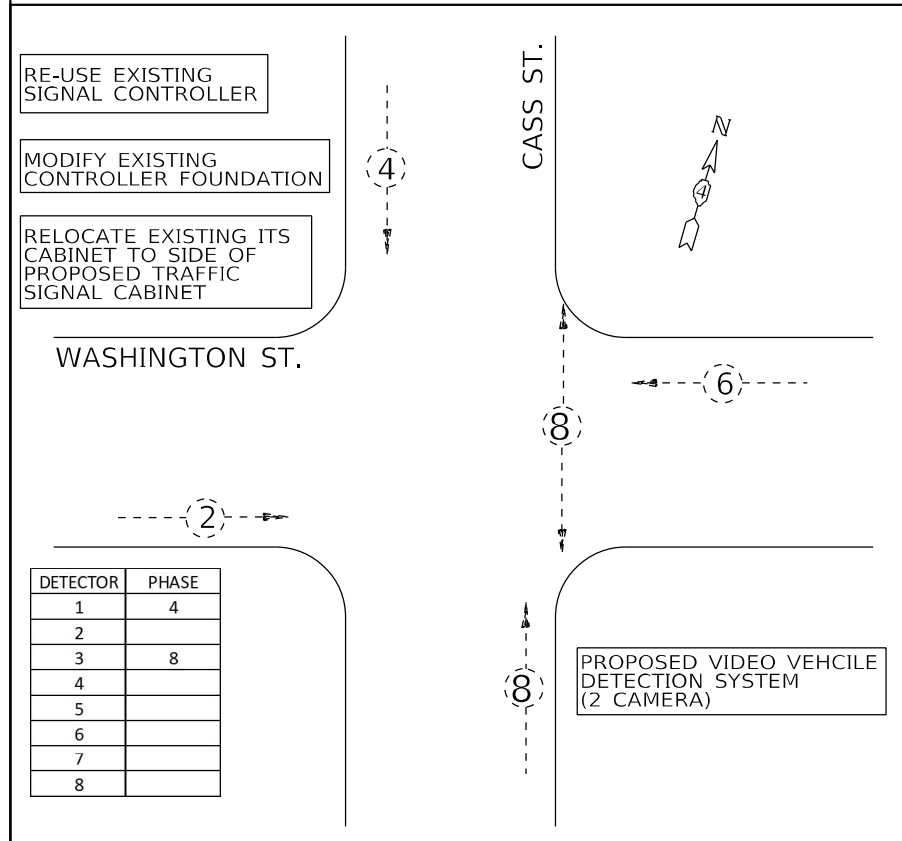 RE-USE EXISTING
SIGNAL CONTROLLER
MODIFY EXISTING
CONTROLLER FOUNDATION
RELOCATE EXISTING ITS
CABINET TO SIDE OF
PROPOSED TRAFFIC
SIGNAL CABINET
4
CASS ST.
N
4
WASHINGTON ST.
6
8
2
DETECTOR PHASE
1 4
2
3 8
4
5
6
7
8
8
PROPOSED VIDEO VEHCILE
DETECTION SYSTEM
(2 CAMERA)